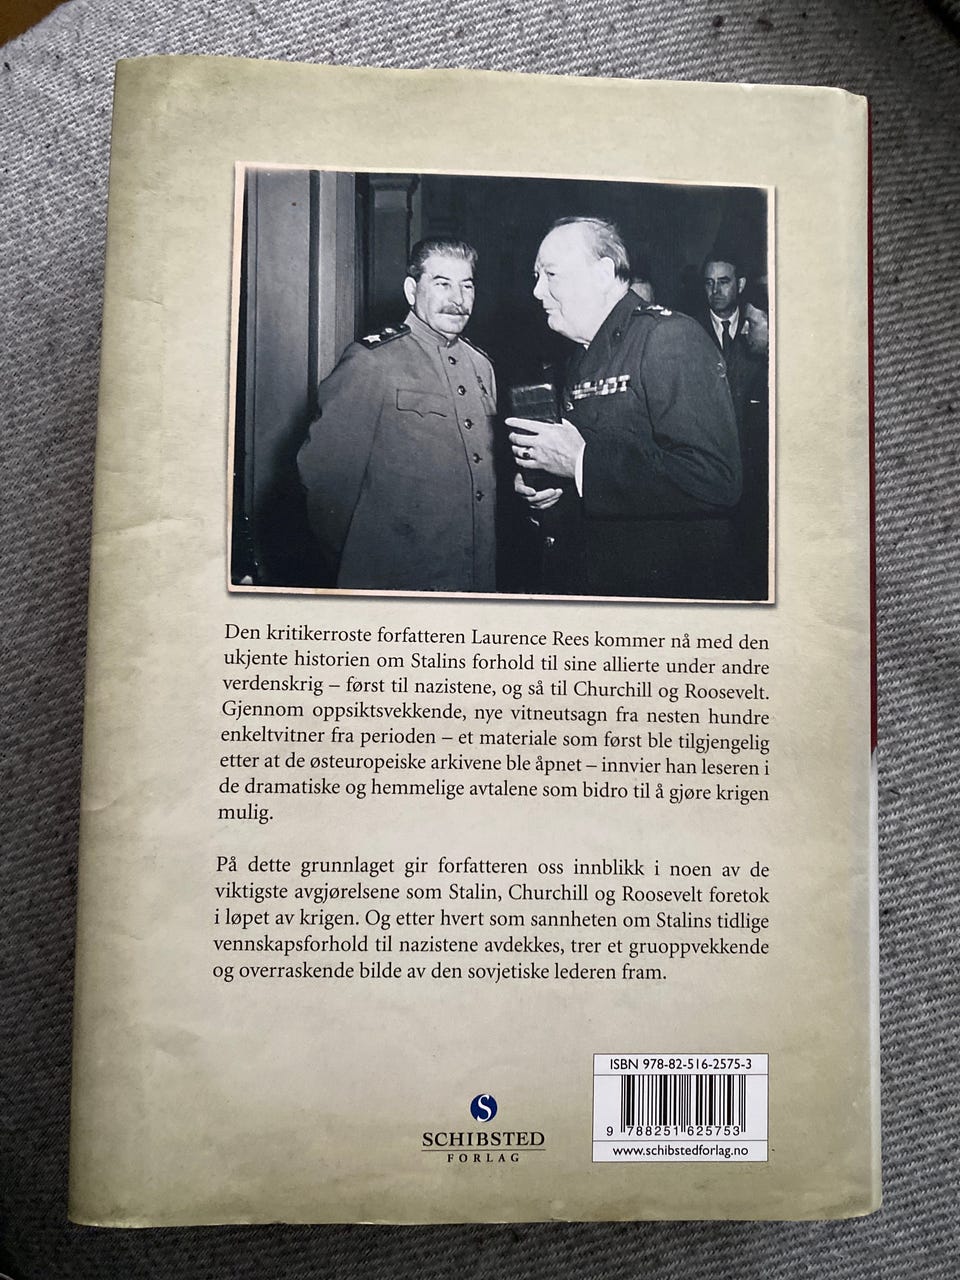 Den kritikerroste forfatteren Laurence Rees kommer nå med den
ukjente historien om Stalins forhold til sine allierte under andre
verdenskrig – først til nazistene, og så til Churchill og Roosevelt.
Gjennom oppsiktsvekkende, nye vitneutsagn fra nesten hundre
enkeltvitner fra perioden – et materiale som først ble tilgjengelig
etter at de østeuropeiske arkivene ble åpnet – innvier han leseren i
de dramatiske og hemmelige avtalene som bidro til å gjøre krigen
mulig.
På dette grunnlaget gir forfatteren oss innblikk i noen av de
viktigste avgjørelsene som Stalin, Churchill og Roosevelt foretok
i løpet av krigen. Og etter hvert som sannheten om Stalins tidlige
vennskapsforhold til nazistene avdekkes, trer et gruoppvekkende
og overraskende bilde av den sovjetiske lederen fram.
S
SCHIBSTED
FORLAG
ISBN 978-82-516-2575-3
9 788251 625753
www.schibstedforlag.no